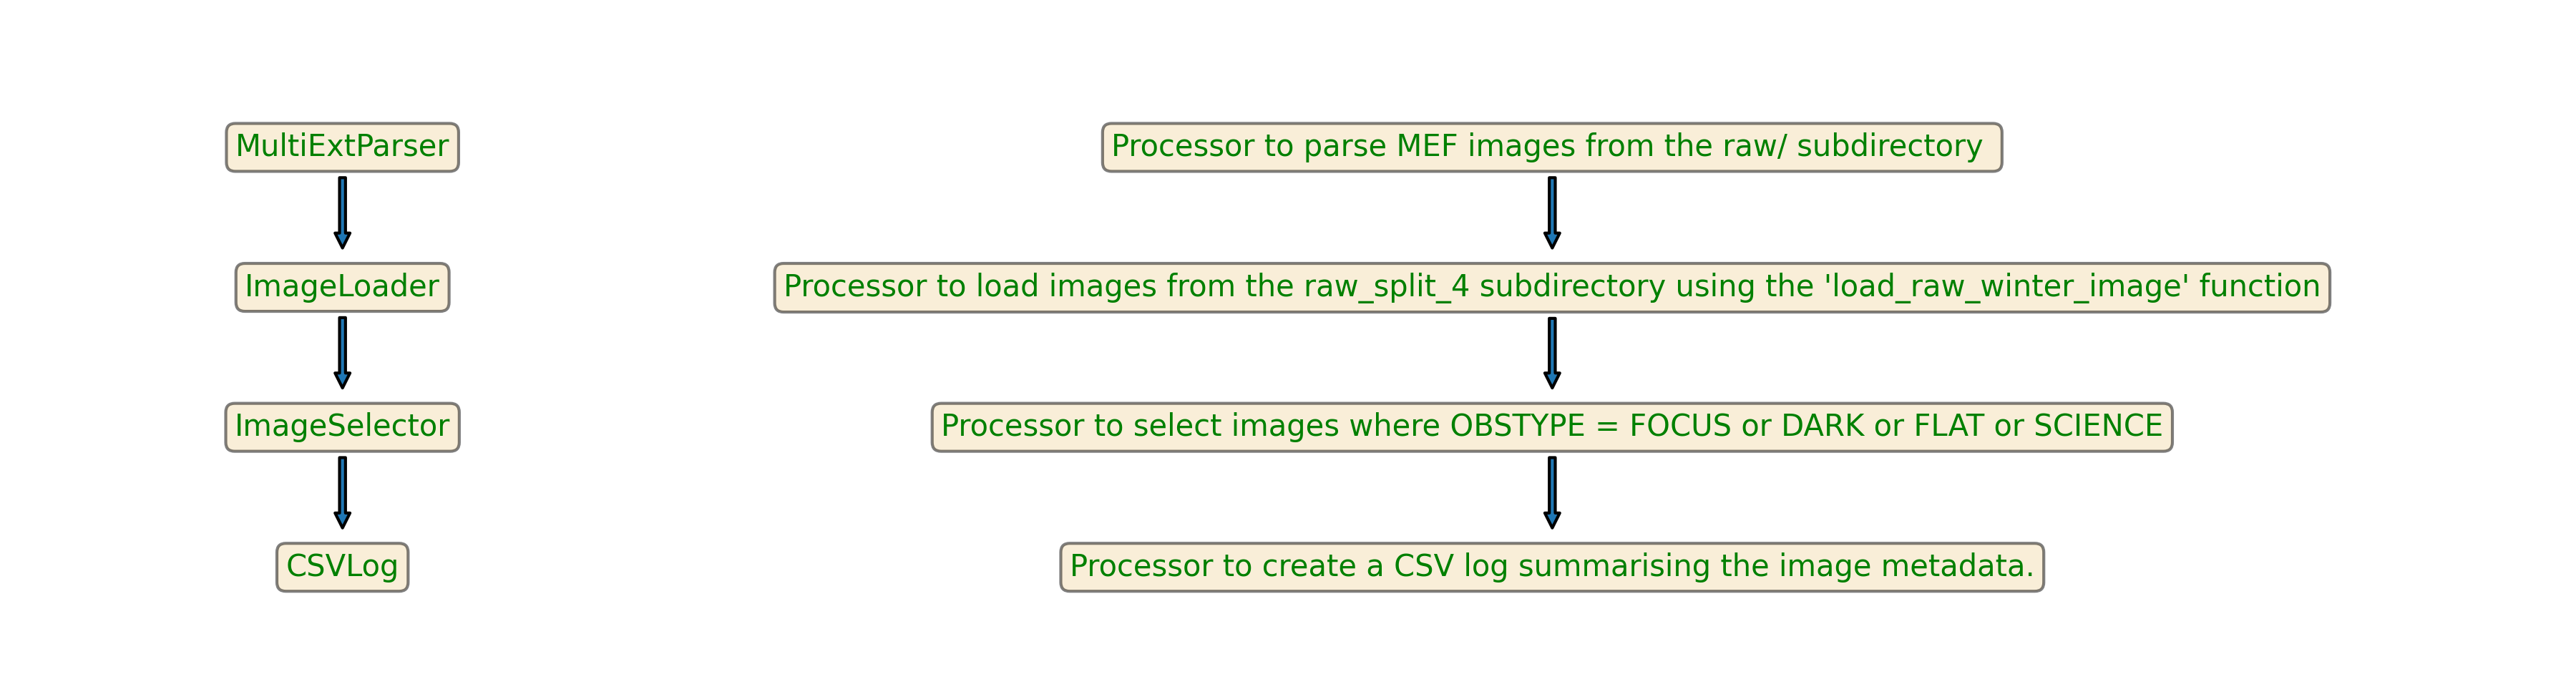 MultiExtParser
Processor to parse MEF images from the raw/ subdirectory
ImageLoader
Processor to load images from the raw_split_4 subdirectory using the 'load_raw_winter_image' function
ImageSelector
Processor to select images where OBSTYPE = FOCUS or DARK or FLAT or SCIENCE
CSVLog
Processor to create a CSV log summarising the image metadata.